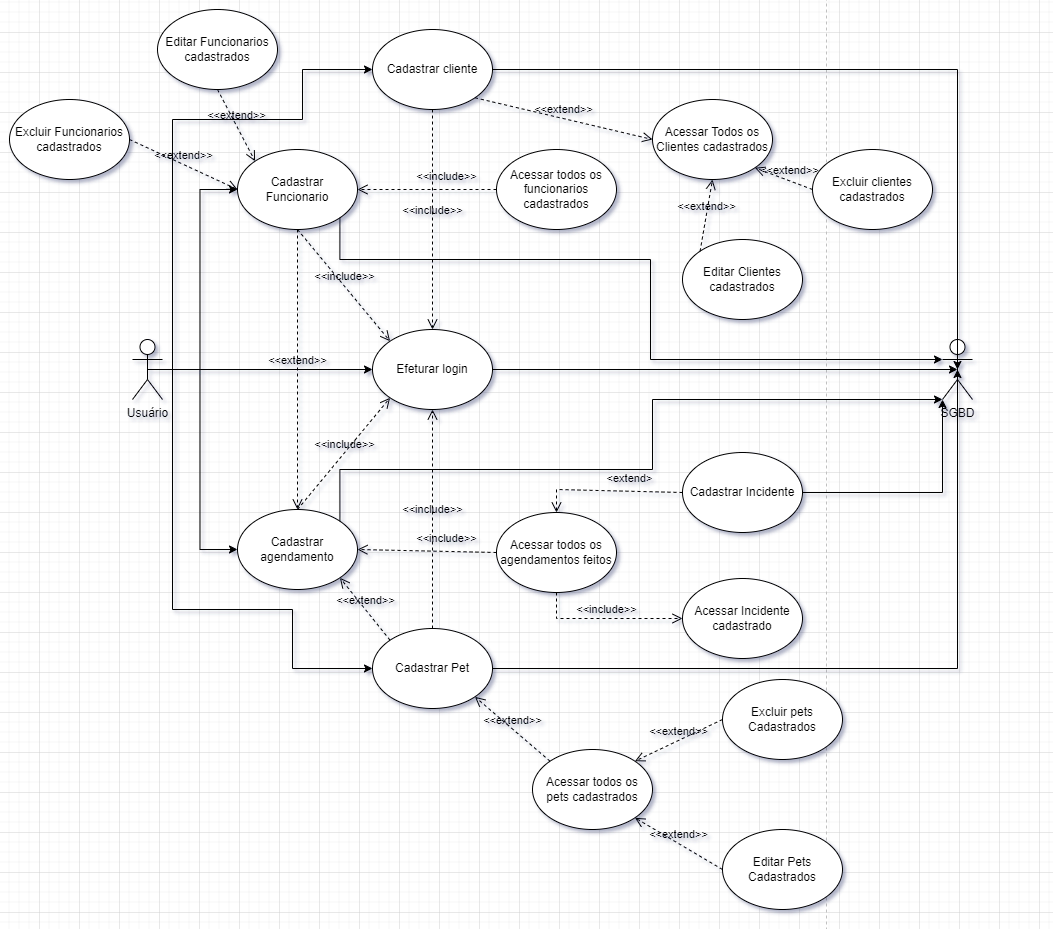 Editar Funcionarios
cadastrados
Cadastrar cliente
<<extend>>
<<extend>>
Excluir Funcionarios
cadastrados
Acessar Todos os
Clientes cadastrados
<<extend>>
<<extend>>
Cadastrar
Funcionario
<<include>>
Acessar todos os
funcionarios
cadastrados
Excluir clientes
cadastrados
<<include>>
<<extend>>
<<include>>
Editar Clientes
cadastrados
<<extend>>
Efeturar login
Usuário
SGBD
<<include>>
<extend>
Cadastrar Incidente
<<include>>
<<include>>
Cadastrar
agendamento
Acessar todos os
agendamentos feitos
<<extend>>
<<include>>
Acessar Incidente
cadastrado
Cadastrar Pet
<<extend>>
<<extend>>
Excluir pets
Cadastrados
Acessar todos os
pets cadastrados
<<extend>>
Editar Pets
Cadastrados